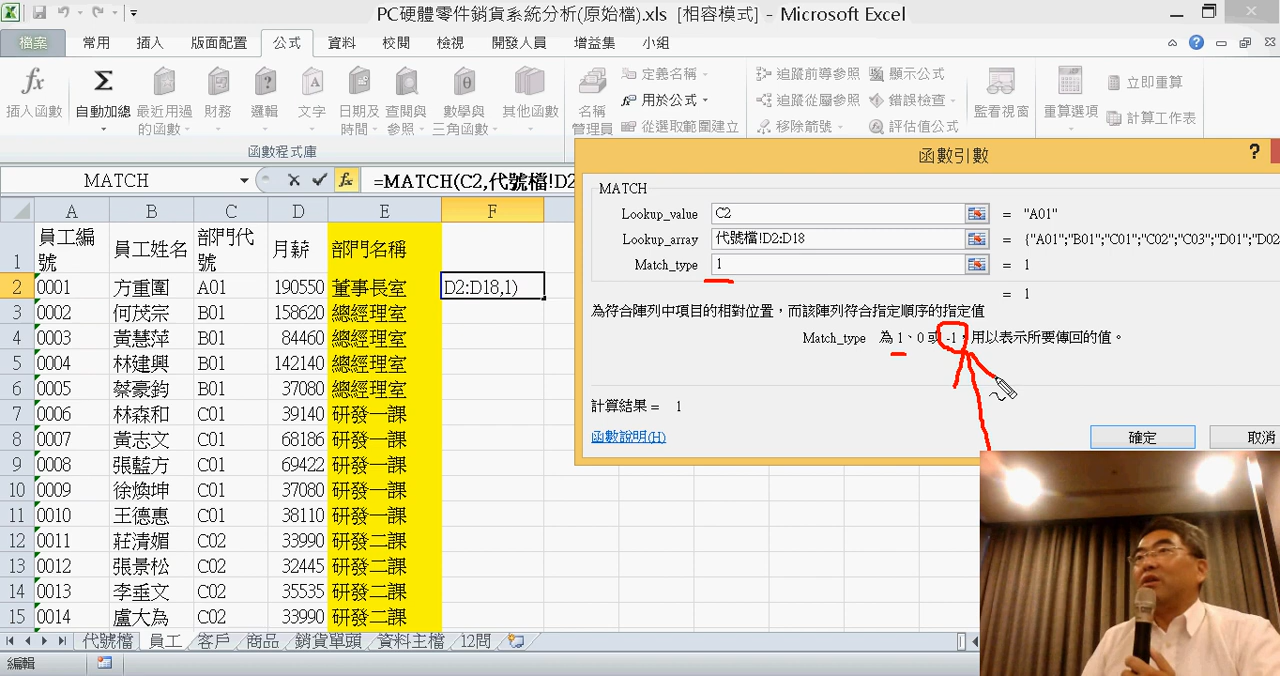 PC硬體零件銷貨系統分析(原始檔).xls [相容模式] - Microsoft Excel
檔案 常用 插入 版面配置 公式 資料 校閱 檢視 開發人員 增益集 小組
插入函數 自動加總 最近用過的函數 財務 邏輯 文字 日期及時間 查閱與參照 數學與三角函數 其他函數
函數程式庫
名稱管理員 定義名稱 用於公式 從選取範圍建立
追蹤前導參照 追蹤從屬參照 移除箭號 顯示公式 錯誤檢查 評估值公式
監看視窗 重算選項 立即重算 計算工作表
MATCH =MATCH(C2,代號檔!D2
A B C D E F
1 員工編號 員工姓名 部門代號 月薪 部門名稱
2 0001 方重圍 A01 190550 董事長室 D2:D18,1)
3 0002 何茂宗 B01 158620 總經理室
4 0003 黃慧萍 B01 84460 總經理室
5 0004 林建興 B01 142140 總經理室
6 0005 蔡豪鈞 B01 37080 總經理室
7 0006 林森和 C01 39140 研發一課
8 0007 黃志文 C01 68186 研發一課
9 0008 張藍方 C01 69422 研發一課
10 0009 徐煥坤 C01 37080 研發一課
11 0010 王德惠 C01 38110 研發一課
12 0011 莊清媚 C02 33990 研發二課
13 0012 張景松 C02 32445 研發二課
14 0013 李垂文 C02 35535 研發二課
15 0014 盧大為 C02 33990 研發二課
代號檔 員工 客戶 商品 銷貨單頭 資料主檔 12問
編輯
函數引數
?
MATCH
Lookup_value C2 = "A01"
Lookup_array 代號檔!D2:D18 = {"A01";"B01";"C01";"C02";"C03";"D01";"D02
Match_type 1 = 1
= 1
為符合陣列中項目的相對位置，而該陣列符合指定順序的指定值
Match_type 為 1、0 或 -1，用以表示所要傳回的值。
計算結果 = 1
函數說明(H)
確定 取消